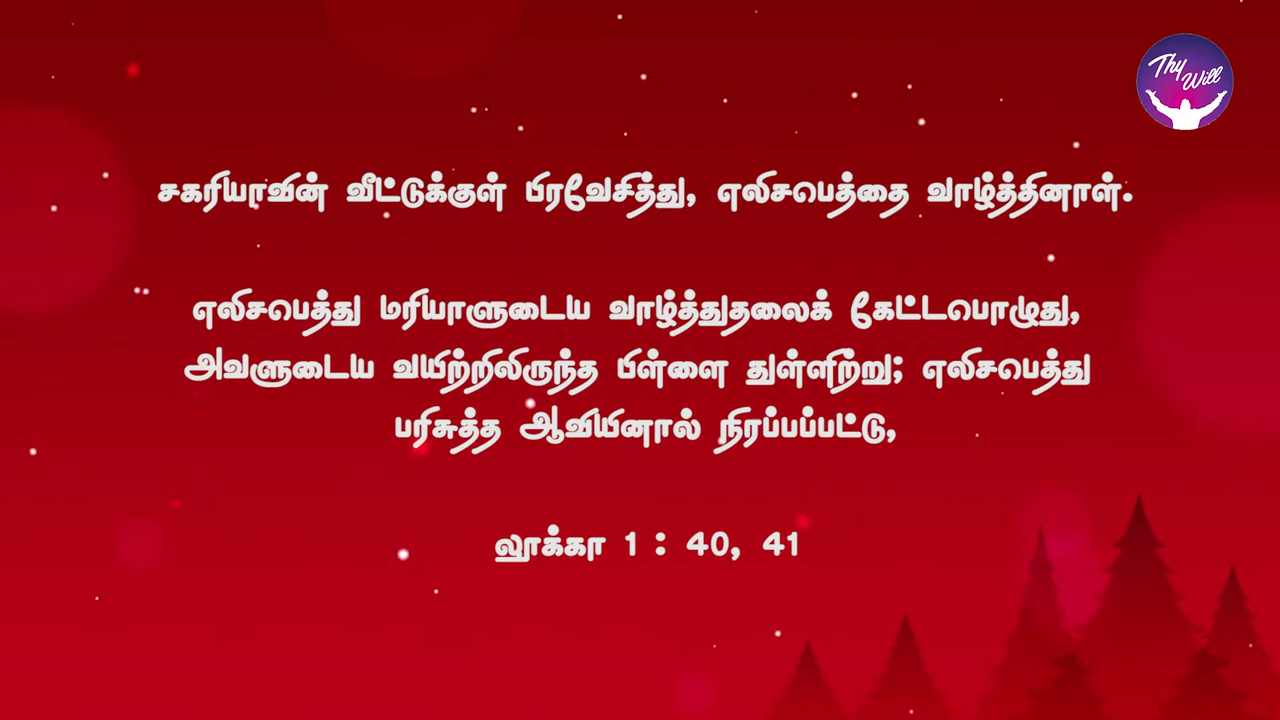 Thy Will
சகரியாவின் வீட்டுக்குள் பிரவேசித்து, எலிசபெத்தை வாழ்த்தினாள்.
எலிசபெத்து மரியாளுடைய வாழ்த்துதலைக் கேட்டபொழுது,
அவளுடைய வயிற்றிலிருந்த பிள்ளை துள்ளிற்று; எலிசபெத்து
பரிசுத்த ஆவியினால் நிரப்பப்பட்டு,
லூக்கா 1 : 40, 41